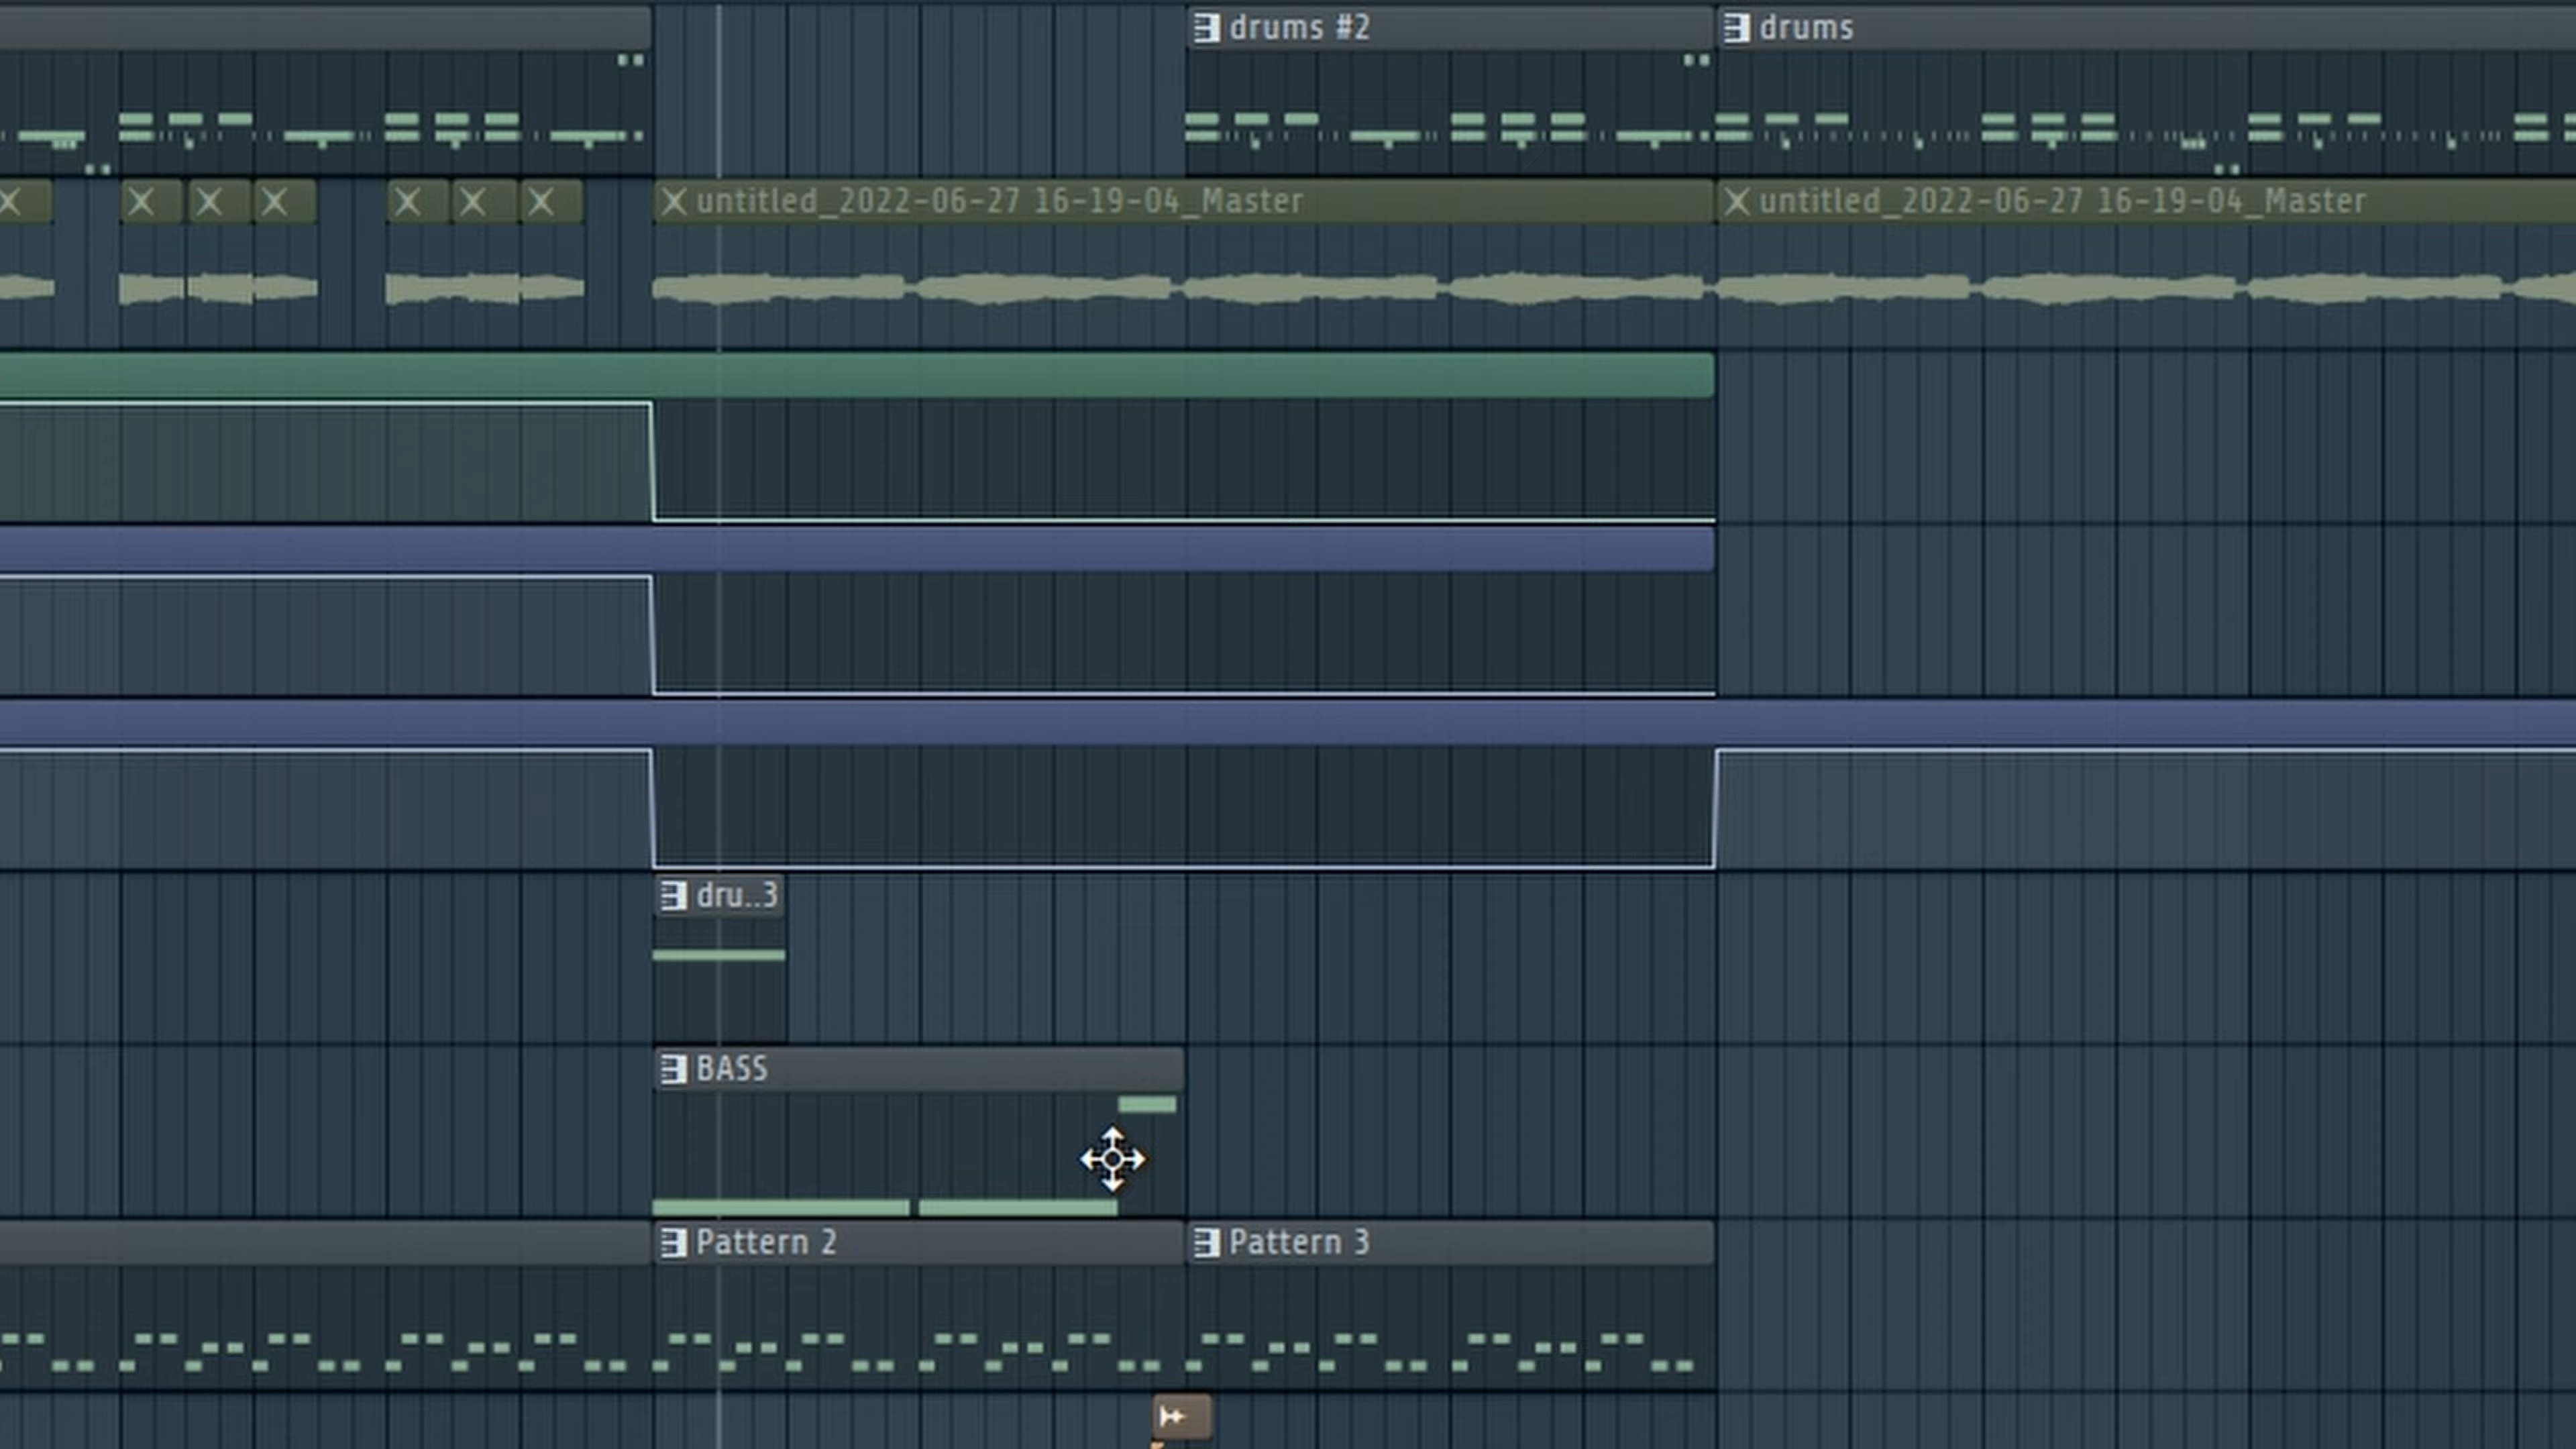 drums #2
drums
untitled_2022-06-27 16-19-04_Master
untitled_2022-06-27 16-19-04_Master
dru..3
BASS
Pattern 2
Pattern 3